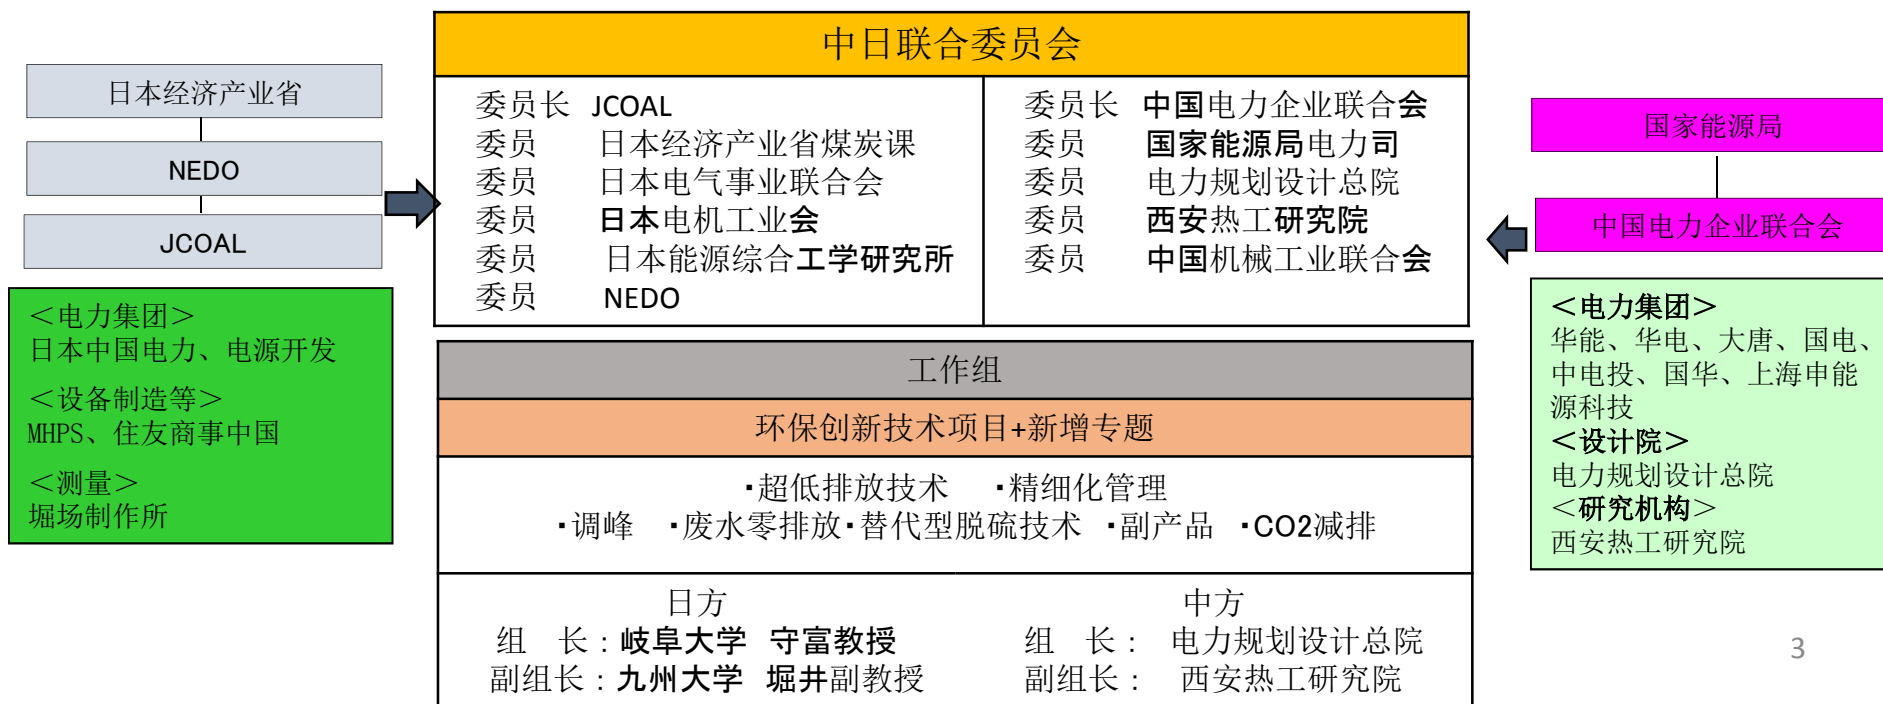 中日联合委员会
日本经济产业省
NEDO
JCOAL
委员长 JCOAL
委员 日本经济产业省煤炭课
委员 日本电气事业联合会
委员 日本电机工业会
委员 日本能源综合工学研究所
委员 NEDO
委员长 中国电力企业联合会
委员 国家能源局电力司
委员 电力规划设计总院
委员 西安热工研究院
委员 中国机械工业联合会
国家能源局
中国电力企业联合会
＜电力集团＞
日本中国电力、电源开发
＜设备制造等＞
MHPS、住友商事中国
＜测量＞
堀场制作所
工作组
环保创新技术项目+新增专题
・超低排放技术 ・精细化管理
・调峰 ・废水零排放・替代型脱硫技术 ・副产品 ・CO2减排
日方
组 长：岐阜大学 守富教授
副组长：九州大学 堀井副教授
中方
组 长： 电力规划设计总院
副组长： 西安热工研究院
＜电力集团＞
华能、华电、大唐、国电、
中电投、国华、上海申能
源科技
＜设计院＞
电力规划设计总院
＜研究机构＞
西安热工研究院
3